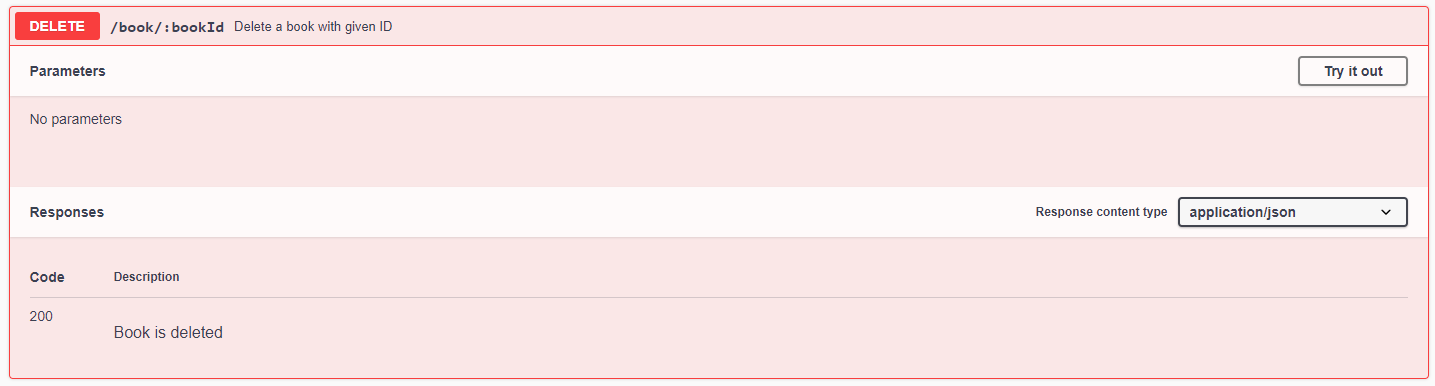 DELETE /book/:bookId Delete a book with given ID
Parameters Try it out
No parameters
Responses Response content type application/json
Code Description
200
Book is deleted